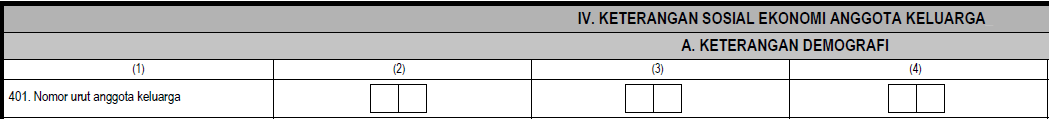 IV. KETERANGAN SOSIAL EKONOMI ANGGOTA KELUARGA
A. KETERANGAN DEMOGRAFI
(1) (2) (3) (4)
401. Nomor urut anggota keluarga